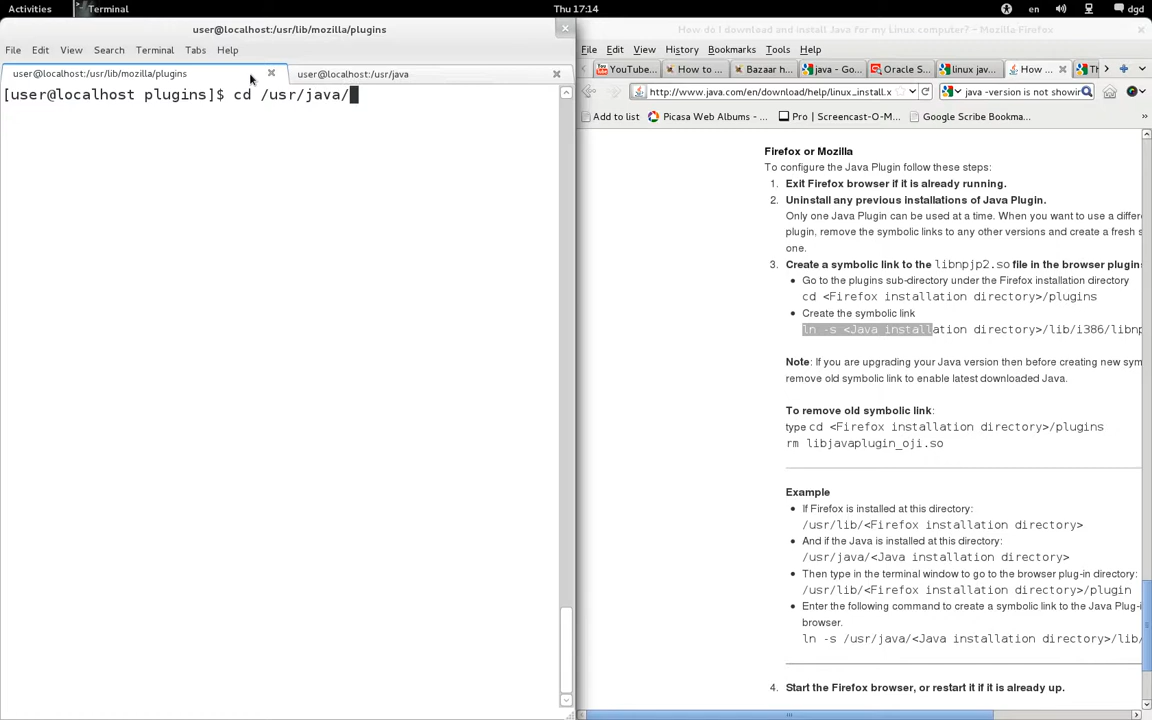 Activities Terminal Thu 17:14 en dgd
user@localhost:/usr/lib/mozilla/plugins
File Edit View Search Terminal Tabs Help
user@localhost:/usr/lib/mozilla/plugins user@localhost:/usr/java
[user@localhost plugins]$ cd /usr/java/
How do I download and install Java for my Linux computer? - Mozilla Firefox
File Edit View History Bookmarks Tools Help
YouTube... How to ... Bazaar h... java - Go... Oracle S... linux jav... How ... Th
http://www.java.com/en/download/help/linux_install.x java -version is not showir
Add to list Picasa Web Albums - ... Pro | Screencast-O-M... Google Scribe Bookma...
Firefox or Mozilla
To configure the Java Plugin follow these steps:
1. Exit Firefox browser if it is already running.
2. Uninstall any previous installations of Java Plugin.
Only one Java Plugin can be used at a time. When you want to use a differe
plugin, remove the symbolic links to any other versions and create a fresh s
one.
3. Create a symbolic link to the libnpjp2.so file in the browser plugin
Go to the plugins sub-directory under the Firefox installation directory
cd <Firefox installation directory>/plugins
Create the symbolic link
ln -s <Java installation directory>/lib/i386/libnp
Note: If you are upgrading your Java version then before creating new sym
remove old symbolic link to enable latest downloaded Java.
To remove old symbolic link:
type cd <Firefox installation directory>/plugins
rm libjavaplugin_oji.so
Example
If Firefox is installed at this directory:
/usr/lib/<Firefox installation directory>
And if the Java is installed at this directory:
/usr/java/<Java installation directory>
Then type in the terminal window to go to the browser plug-in directory:
/usr/lib/<Firefox installation directory>/plugin
Enter the following command to create a symbolic link to the Java Plug-i
browser.
ln -s /usr/java/<Java installation directory>/lib/
4. Start the Firefox browser, or restart it if it is already up.